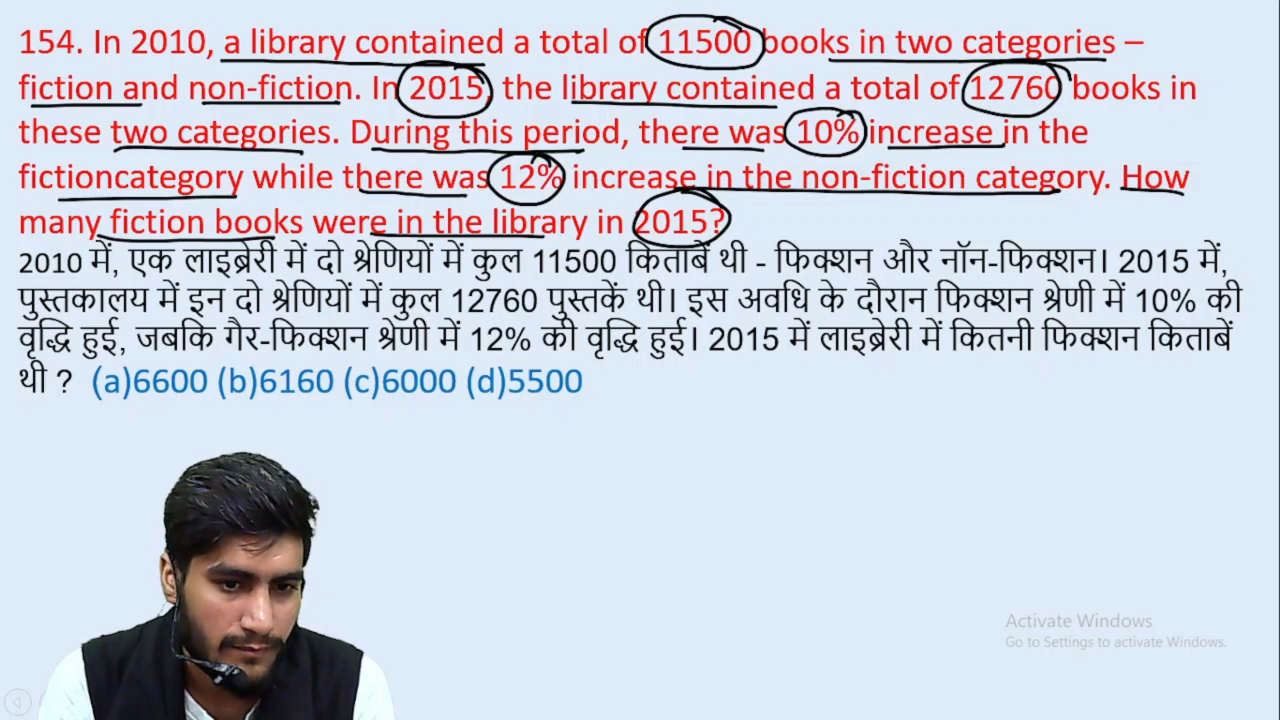 154. In 2010, a library contained a total of 11500 books in two categories –
fiction and non-fiction. In 2015, the library contained a total of 12760 books in
these two categories. During this period, there was 10% increase in the
fictioncategory while there was 12% increase in the non-fiction category. How
many fiction books were in the library in 2015?
2010 में, एक लाइब्रेरी में दो श्रेणियों में कुल 11500 किताबें थी - फिक्शन और नॉन-फिक्शन। 2015 में,
पुस्तकालय में इन दो श्रेणियों में कुल 12760 पुस्तकें थी। इस अवधि के दौरान फिक्शन श्रेणी में 10% की
वृद्धि हुई, जबकि गैर-फिक्शन श्रेणी में 12% की वृद्धि हुई। 2015 में लाइब्रेरी में कितनी फिक्शन किताबें
थी ? (a)6600 (b)6160 (c)6000 (d)5500
Activate Windows
Go to Settings to activate Windows.